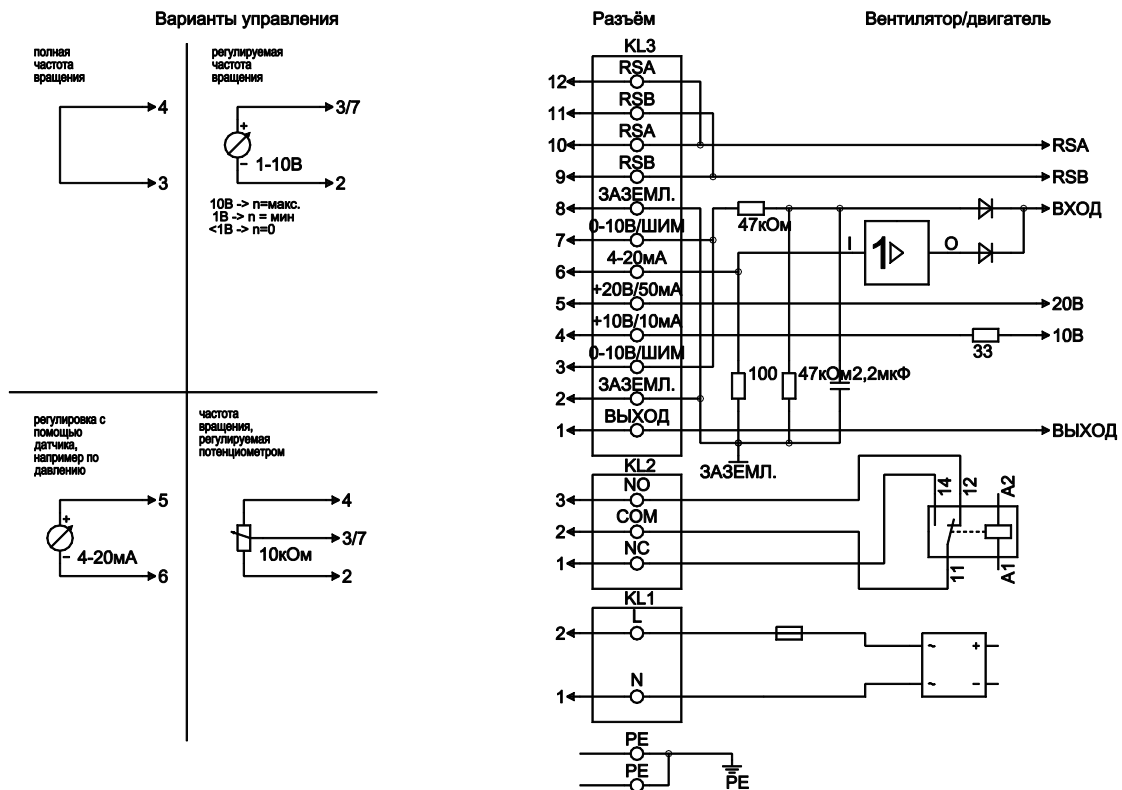 Варианты управления
полная
частота
вращения
4
3
регулируемая
частота
вращения
3/7
+
−
1-10В
2
10В -> n=макс.
1В -> n = мин
<1В -> n=0
регулировка с
помощью
датчика,
например по
давлению
5
+
−
4-20мА
6
частота
вращения,
регулируемая
потенциометром
4
3/7
10кОм
2
Разъём
Вентилятор/двигатель
KL3
12 RSA
11 RSB
10 RSA RSA
9 RSB RSB
8 ЗАЗЕМЛ. ВХОД
47кОм
7 0-10В/ШИМ
I 1 O
6 4-20мА
5 +20В/50мА 20В
4 +10В/10мА 10В
33
3 0-10В/ШИМ
100 47кОм 2,2мкФ
2 ЗАЗЕМЛ.
1 ВЫХОД ВЫХОД
ЗАЗЕМЛ.
KL2
3 NO
2 COM
1 NC
14 12 A2
11 A1
KL1
2 L
~ +
1 N
~ −
PE
PE
PE